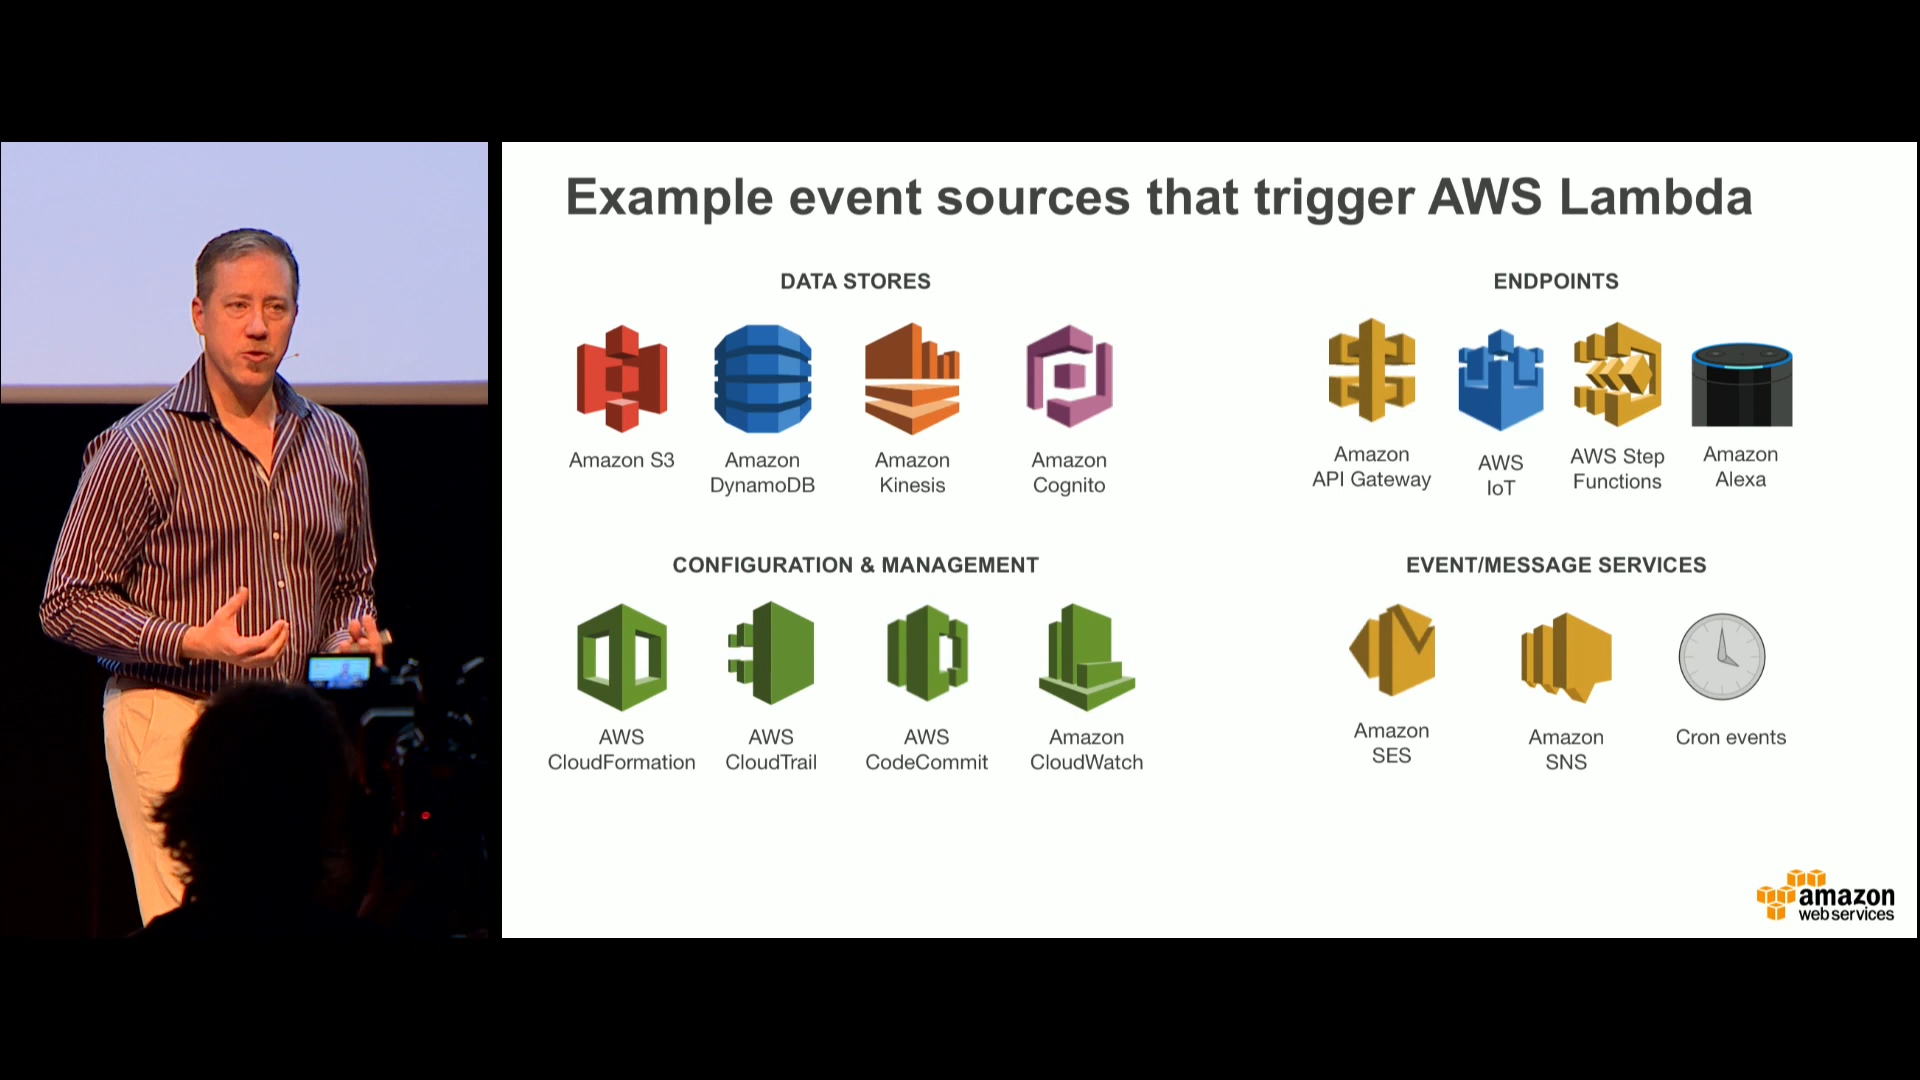 Example event sources that trigger AWS Lambda
DATA STORES
Amazon S3
Amazon
DynamoDB
Amazon
Kinesis
Amazon
Cognito
ENDPOINTS
Amazon
API Gateway
AWS
IoT
AWS Step
Functions
Amazon
Alexa
CONFIGURATION & MANAGEMENT
AWS
CloudFormation
AWS
CloudTrail
AWS
CodeCommit
Amazon
CloudWatch
EVENT/MESSAGE SERVICES
Amazon
SES
Amazon
SNS
Cron events
amazon
web services